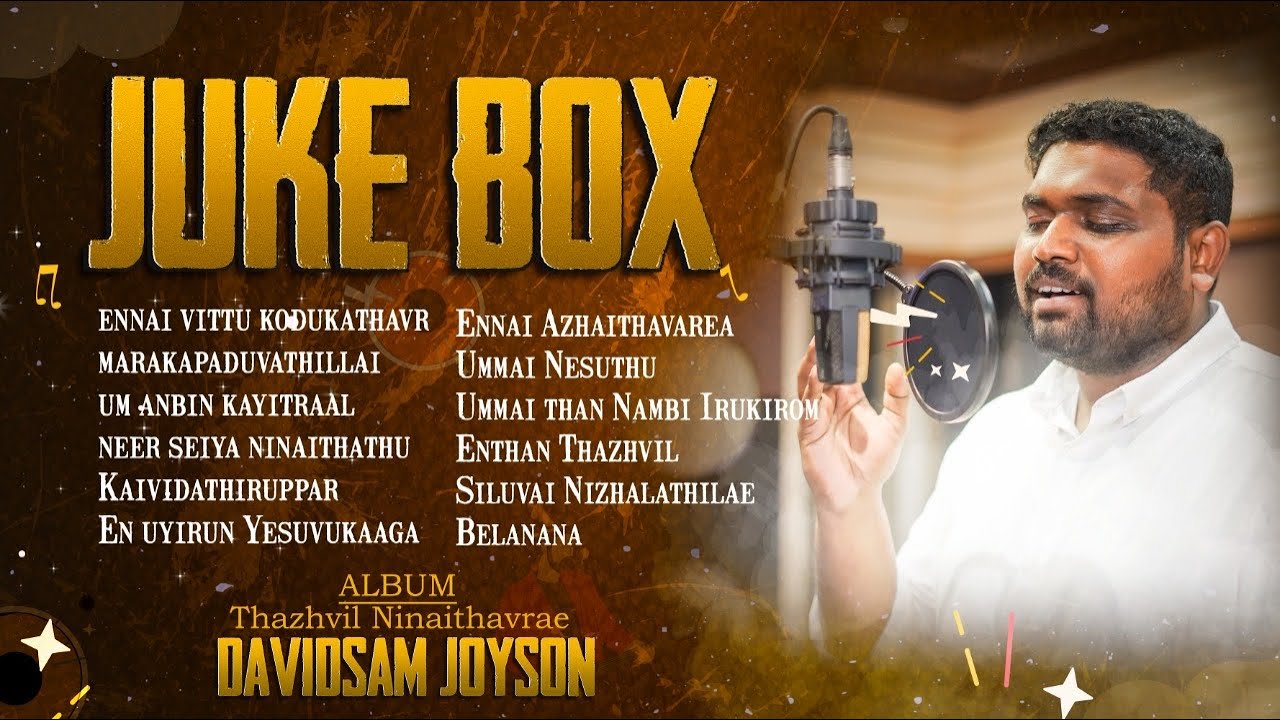 JUKE BOX
ENNAI VITTU KODUKATHAVR
MARAKAPADUVATHILLAI
UM ANBIN KAYITRAAL
NEER SEIYA NINAITHATHU
KAIVIDATHIRUPPAR
EN UYIRUN YESUVUKAAGA
ENNAI AZHAITHAVAREA
UMMAI NESUTHU
UMMAI THAN NAMBI IRUKIROM
ENTHAN THAZHVIL
SILUVAI NIZHALATHILAE
BELANANA
ALBUM
Thazhvil Ninaithavrae
DAVIDSAM JOYSON